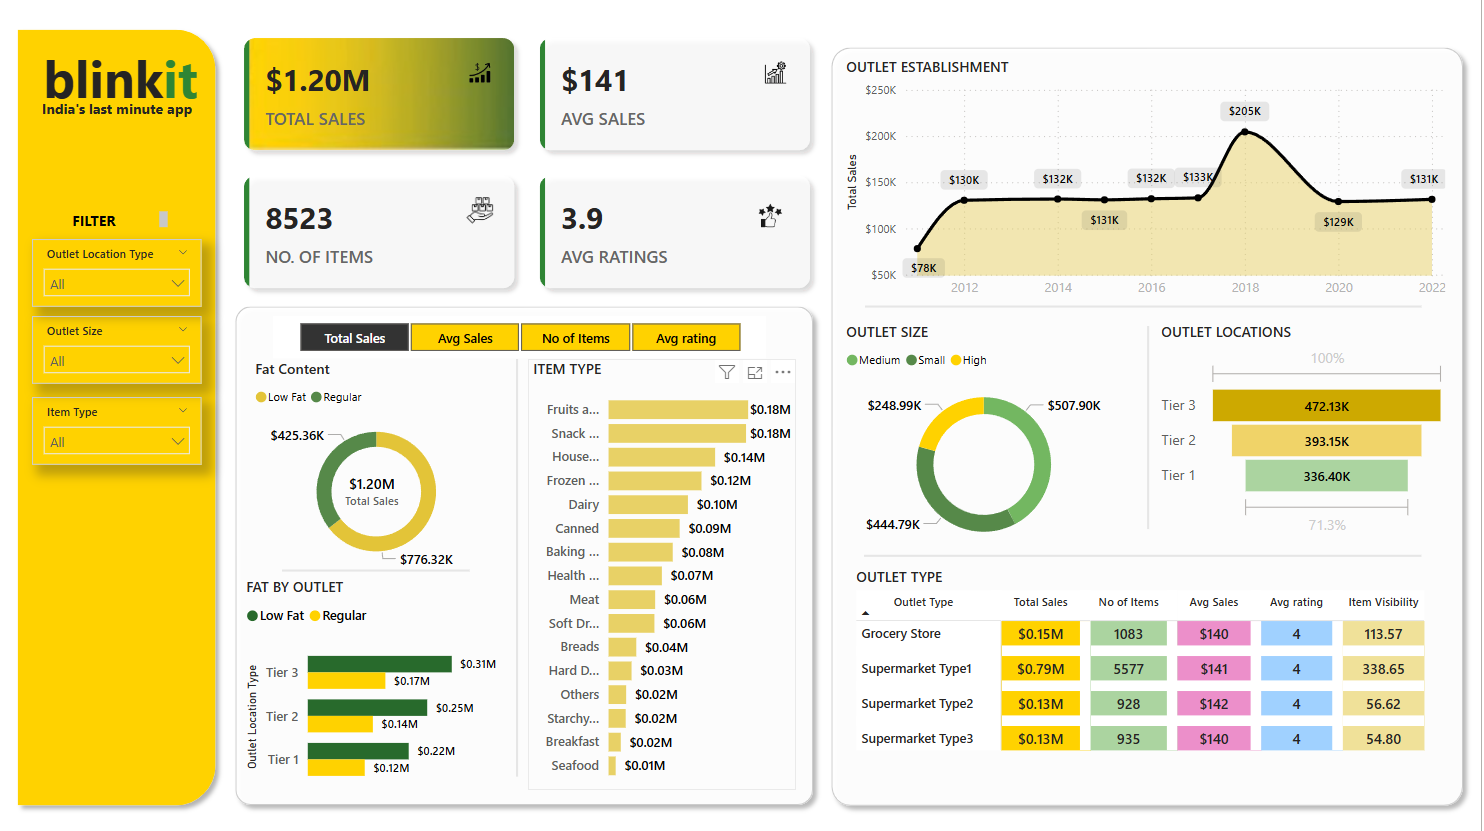 blinkit
India's last minute app
FILTER
Outlet Location Type
All
Outlet Size
All
Item Type
All
$1.20M
TOTAL SALES
$141
AVG SALES
8523
NO. OF ITEMS
3.9
AVG RATINGS
Total Sales
Avg Sales
No of Items
Avg rating
Fat Content
Low Fat
Regular
$425.36K
$1.20M
Total Sales
$776.32K
FAT BY OUTLET
Low Fat
Regular
Outlet Location Type
Tier 3
$0.31M
$0.17M
Tier 2
$0.25M
$0.14M
Tier 1
$0.22M
$0.12M
ITEM TYPE
Fruits a... $0.18M
Snack ... $0.18M
House... $0.14M
Frozen ... $0.12M
Dairy $0.10M
Canned $0.09M
Baking ... $0.08M
Health ... $0.07M
Meat $0.06M
Soft Dr... $0.06M
Breads $0.04M
Hard D... $0.03M
Others $0.02M
Starchy... $0.02M
Breakfast $0.02M
Seafood $0.01M
OUTLET ESTABLISHMENT
Total Sales
$250K
$200K
$150K
$100K
$50K
$78K
$130K
$132K
$131K
$132K
$133K
$205K
$129K
$131K
2012 2014 2016 2018 2020 2022
OUTLET SIZE
Medium Small High
$248.99K
$507.90K
$444.79K
OUTLET LOCATIONS
100%
Tier 3 472.13K
Tier 2 393.15K
Tier 1 336.40K
71.3%
OUTLET TYPE
Outlet Type Total Sales No of Items Avg Sales Avg rating Item Visibility
Grocery Store $0.15M 1083 $140 4 113.57
Supermarket Type1 $0.79M 5577 $141 4 338.65
Supermarket Type2 $0.13M 928 $142 4 56.62
Supermarket Type3 $0.13M 935 $140 4 54.80